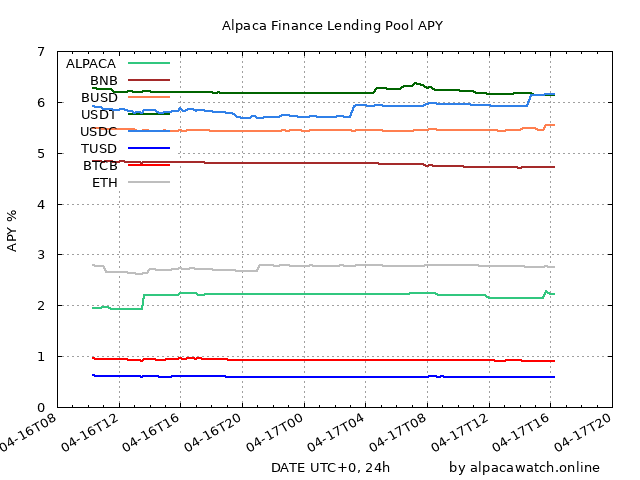 Alpaca Finance Lending Pool APY
7
6
5
4
3
2
1
0
APY %
ALPACA
BNB
BUSD
USDT
USDC
TUSD
BTCB
ETH
04-16T08
04-16T12
04-16T16
04-16T20
04-17T00
04-17T04
04-17T08
04-17T12
04-17T16
04-17T20
DATE UTC+0, 24h
by alpacawatch.online